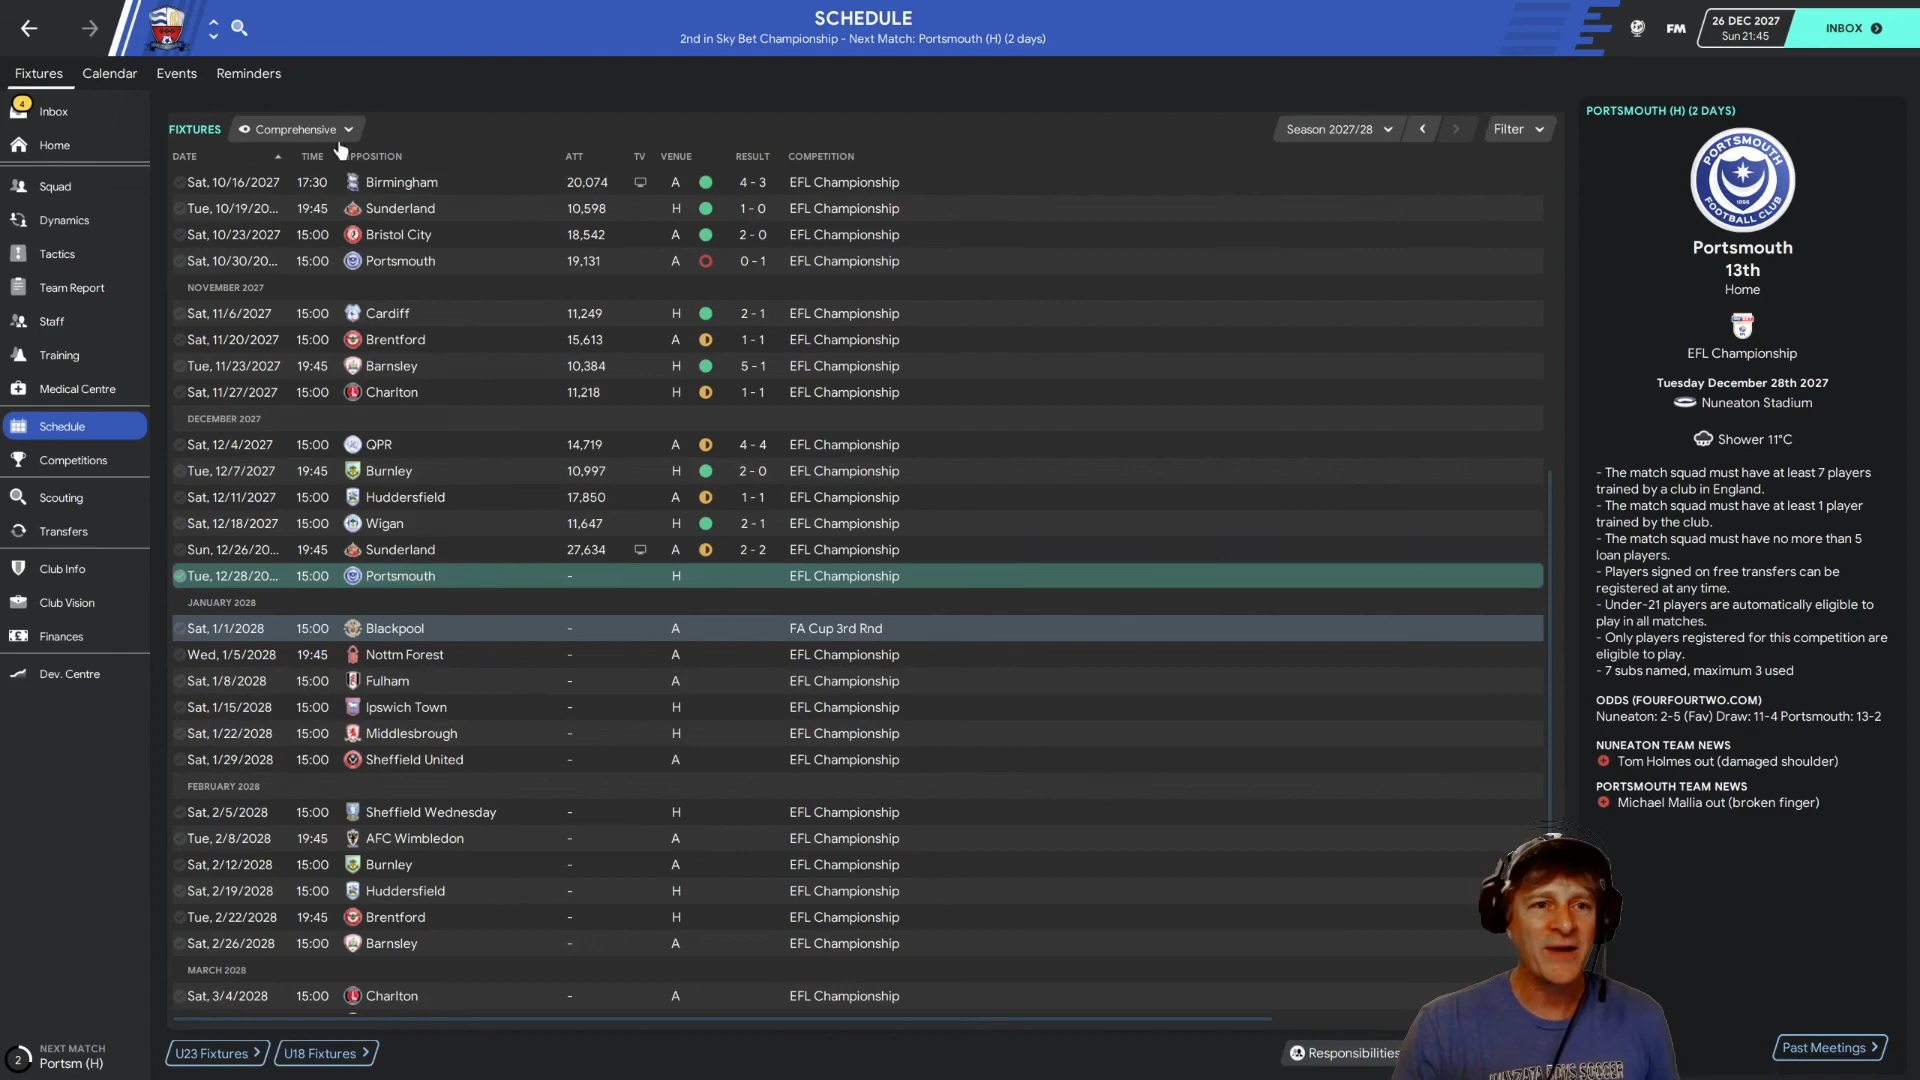 SCHEDULE
2nd in Sky Bet Championship - Next Match: Portsmouth (H) (2 days)
FM
26 DEC 2027
Sun 21:45
INBOX
Fixtures Calendar Events Reminders
4
Inbox
Home
Squad
Dynamics
Tactics
Team Report
Staff
Training
Medical Centre
Schedule
Competitions
Scouting
Transfers
Club Info
Club Vision
Finances
Dev. Centre
2 NEXT MATCH
Portsm (H)
FIXTURES Comprehensive Season 2027/28 Filter
DATE TIME PPOSITION ATT TV VENUE RESULT COMPETITION
Sat, 10/16/2027 17:30 Birmingham 20,074 A 4 - 3 EFL Championship
Tue, 10/19/20... 19:45 Sunderland 10,598 H 1 - 0 EFL Championship
Sat, 10/23/2027 15:00 Bristol City 18,542 A 2 - 0 EFL Championship
Sat, 10/30/20... 15:00 Portsmouth 19,131 A 0 - 1 EFL Championship
NOVEMBER 2027
Sat, 11/6/2027 15:00 Cardiff 11,249 H 2 - 1 EFL Championship
Sat, 11/20/2027 15:00 Brentford 15,613 A 1 - 1 EFL Championship
Tue, 11/23/2027 19:45 Barnsley 10,384 H 5 - 1 EFL Championship
Sat, 11/27/2027 15:00 Charlton 11,218 H 1 - 1 EFL Championship
DECEMBER 2027
Sat, 12/4/2027 15:00 QPR 14,719 A 4 - 4 EFL Championship
Tue, 12/7/2027 19:45 Burnley 10,997 H 2 - 0 EFL Championship
Sat, 12/11/2027 15:00 Huddersfield 17,850 A 1 - 1 EFL Championship
Sat, 12/18/2027 15:00 Wigan 11,647 H 2 - 1 EFL Championship
Sun, 12/26/20... 19:45 Sunderland 27,634 A 2 - 2 EFL Championship
Tue, 12/28/20... 15:00 Portsmouth - H EFL Championship
JANUARY 2028
Sat, 1/1/2028 15:00 Blackpool - A FA Cup 3rd Rnd
Wed, 1/5/2028 19:45 Nottm Forest - A EFL Championship
Sat, 1/8/2028 15:00 Fulham - A EFL Championship
Sat, 1/15/2028 15:00 Ipswich Town - H EFL Championship
Sat, 1/22/2028 15:00 Middlesbrough - H EFL Championship
Sat, 1/29/2028 15:00 Sheffield United - A EFL Championship
FEBRUARY 2028
Sat, 2/5/2028 15:00 Sheffield Wednesday - H EFL Championship
Tue, 2/8/2028 19:45 AFC Wimbledon - A EFL Championship
Sat, 2/12/2028 15:00 Burnley - A EFL Championship
Sat, 2/19/2028 15:00 Huddersfield - H EFL Championship
Tue, 2/22/2028 19:45 Brentford - H EFL Championship
Sat, 2/26/2028 15:00 Barnsley - A EFL Championship
MARCH 2028
Sat, 3/4/2028 15:00 Charlton - A EFL Championship
U23 Fixtures U18 Fixtures Responsibilities Past Meetings
PORTSMOUTH (H) (2 DAYS)
PORTSMOUTH
1898
FOOTBALL CLUB
Portsmouth
13th
Home
EFL Championship
Tuesday December 28th 2027
Nuneaton Stadium
Shower 11°C
- The match squad must have at least 7 players
trained by a club in England.
- The match squad must have at least 1 player
trained by the club.
- The match squad must have no more than 5
loan players.
- Players signed on free transfers can be
registered at any time.
- Under-21 players are automatically eligible to
play in all matches.
- Only players registered for this competition are
eligible to play.
- 7 subs named, maximum 3 used
ODDS (FOURFOURTWO.COM)
Nuneaton: 2-5 (Fav) Draw: 11-4 Portsmouth: 13-2
NUNEATON TEAM NEWS
Tom Holmes out (damaged shoulder)
PORTSMOUTH TEAM NEWS
Michael Mallia out (broken finger)
BOYS SOCCER